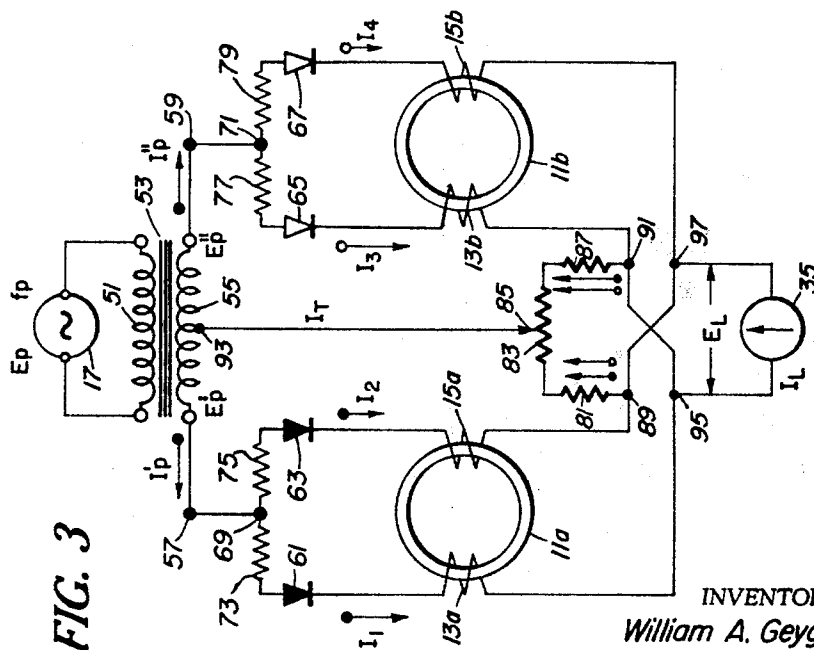 FIG. 3
Ep
fp
17
51
53
E'p
55
E"p
93
I'p
I"p
57
59
69
71
73
75
77
79
61
63
65
67
I1
I2
I3
I4
IT
13a
15a
11a
13b
15b
11b
83
85
81
87
89
91
95
97
EL
IL
35
INVENTOR
William A. Geyg